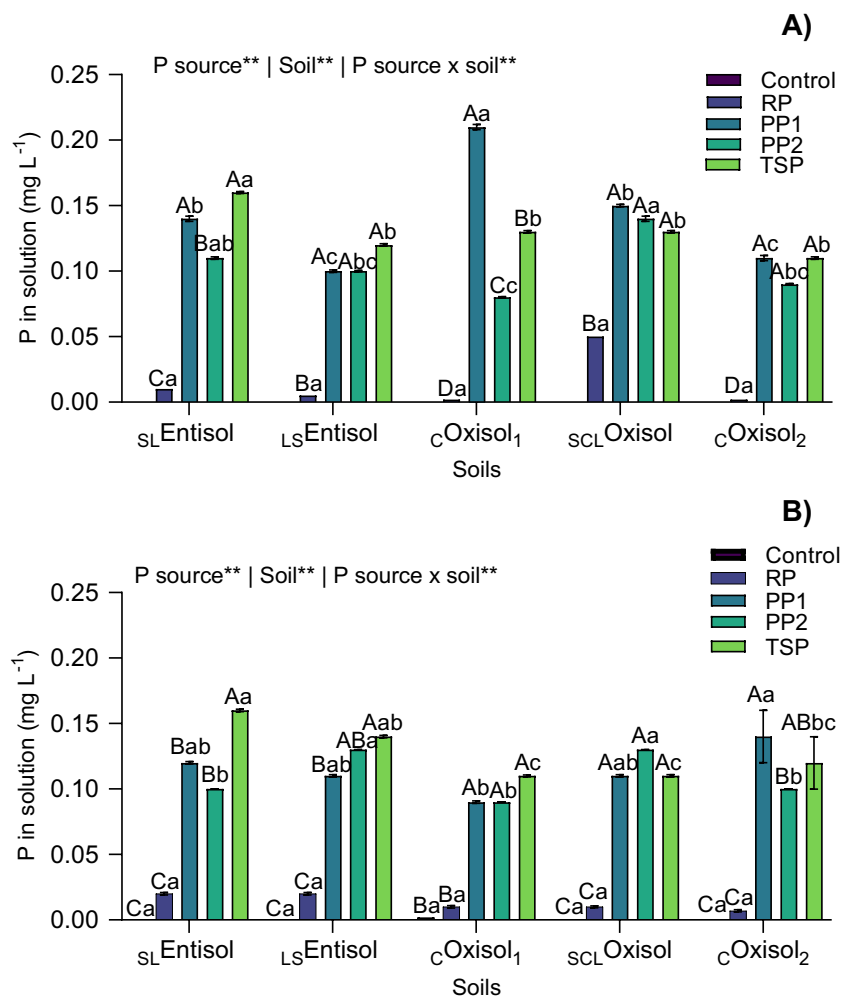 A)
P source** | Soil** | P source x soil**
Control
RP
PP1
PP2
TSP
P in solution (mg L⁻¹)
0.25
0.20
0.15
0.10
0.05
0.00
Ca Ab Bab Aa
Ba Ac Abc Ab
Da Aa Cc Bb
Ba Ab Aa Ab
Da Ac Abc Ab
SLEntisol LSEntisol COxisol₁ SCLOxisol COxisol₂
Soils
B)
P source** | Soil** | P source x soil**
Control
RP
PP1
PP2
TSP
P in solution (mg L⁻¹)
0.25
0.20
0.15
0.10
0.05
0.00
Ca Ca Bab Bb Aa
Ca Ca Bab ABa Aab
Ba Ba Ab Ab Ac
Ca Ca Aab Aa Ac
Ca Ca Aa Bb ABbc
SLEntisol LSEntisol COxisol₁ SCLOxisol COxisol₂
Soils